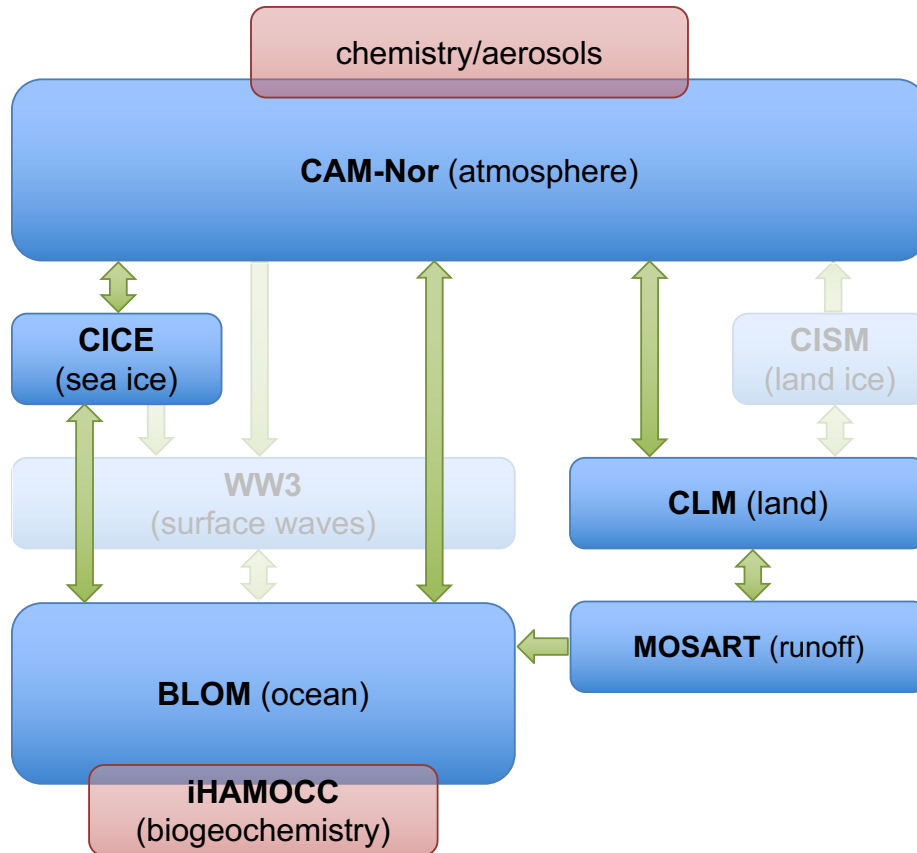 chemistry/aerosols
CAM-Nor (atmosphere)
CICE
(sea ice)
CISM
(land ice)
WW3
(surface waves)
CLM (land)
MOSART (runoff)
BLOM (ocean)
iHAMOCC
(biogeochemistry)